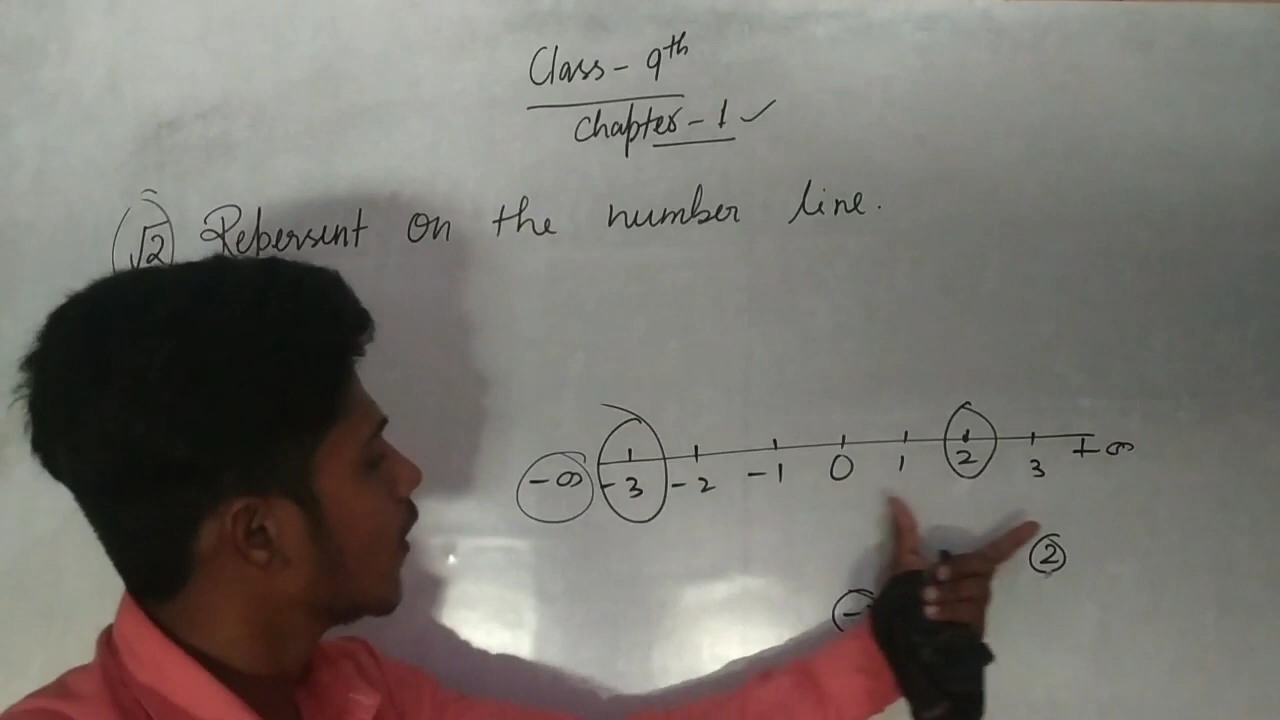 Class - 9th
Chapter - 1 ✓
√2 Repersent on the number line.
-∞ -3 -2 -1 0 1 2 3 +∞
2